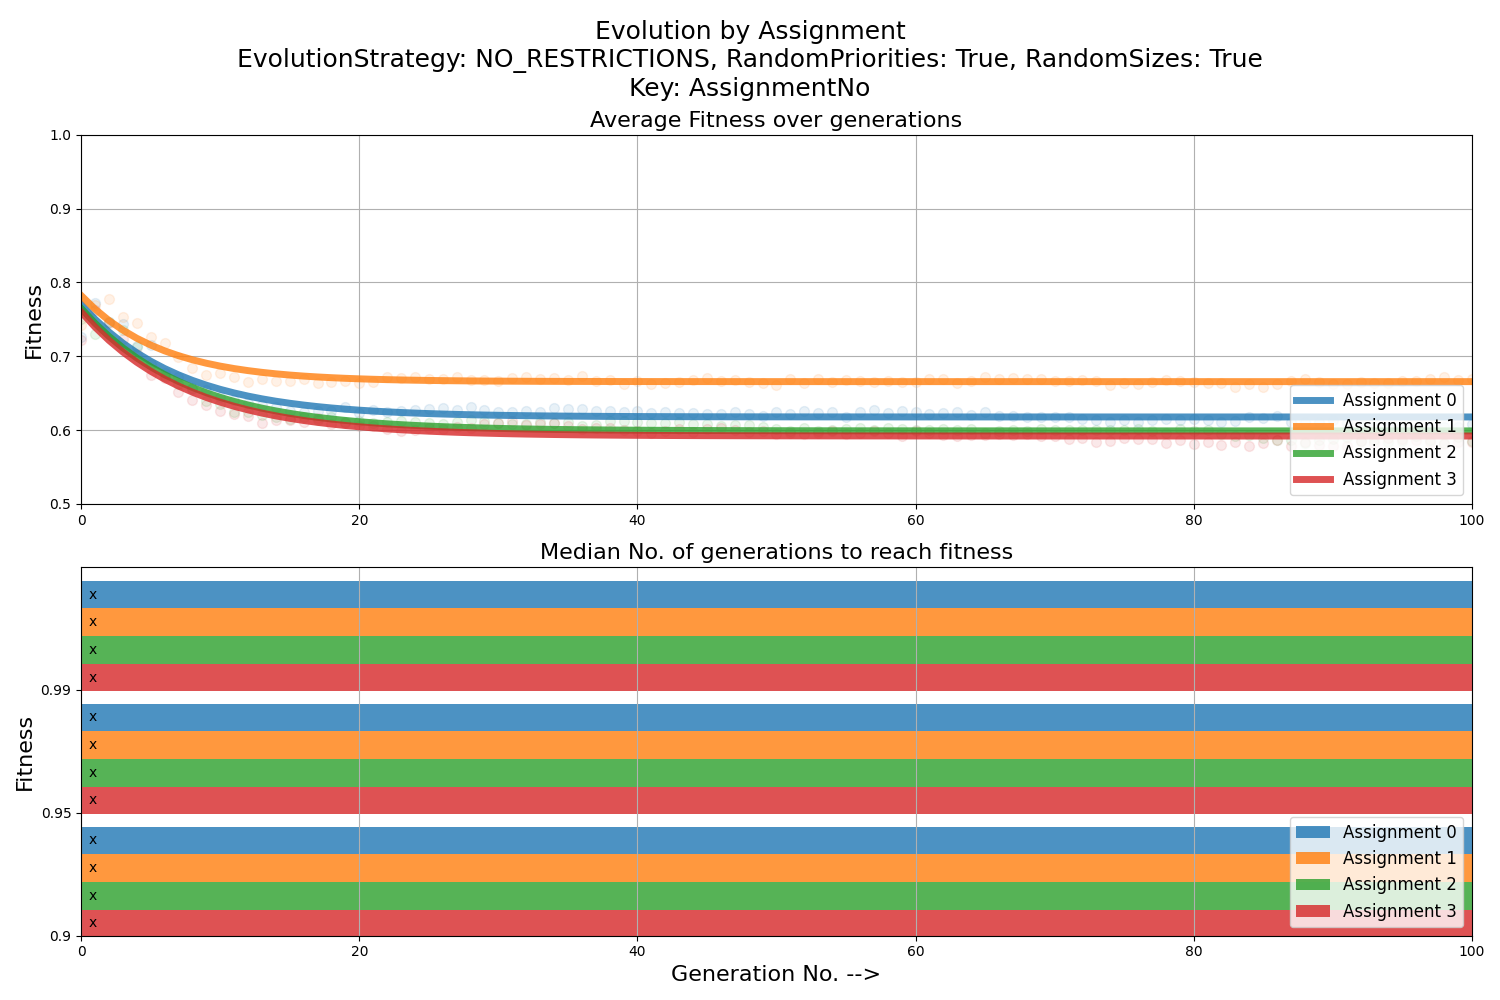 Evolution by Assignment
EvolutionStrategy: NO_RESTRICTIONS, RandomPriorities: True, RandomSizes: True
Key: AssignmentNo
Average Fitness over generations
Fitness
1.0
0.9
0.8
0.7
0.6
0.5
0 20 40 60 80 100
Assignment 0
Assignment 1
Assignment 2
Assignment 3
Median No. of generations to reach fitness
Fitness
x
x
x
x
0.99
x
x
x
x
0.95
x
x
x
x
0.9
Assignment 0
Assignment 1
Assignment 2
Assignment 3
0 20 40 60 80 100
Generation No. -->